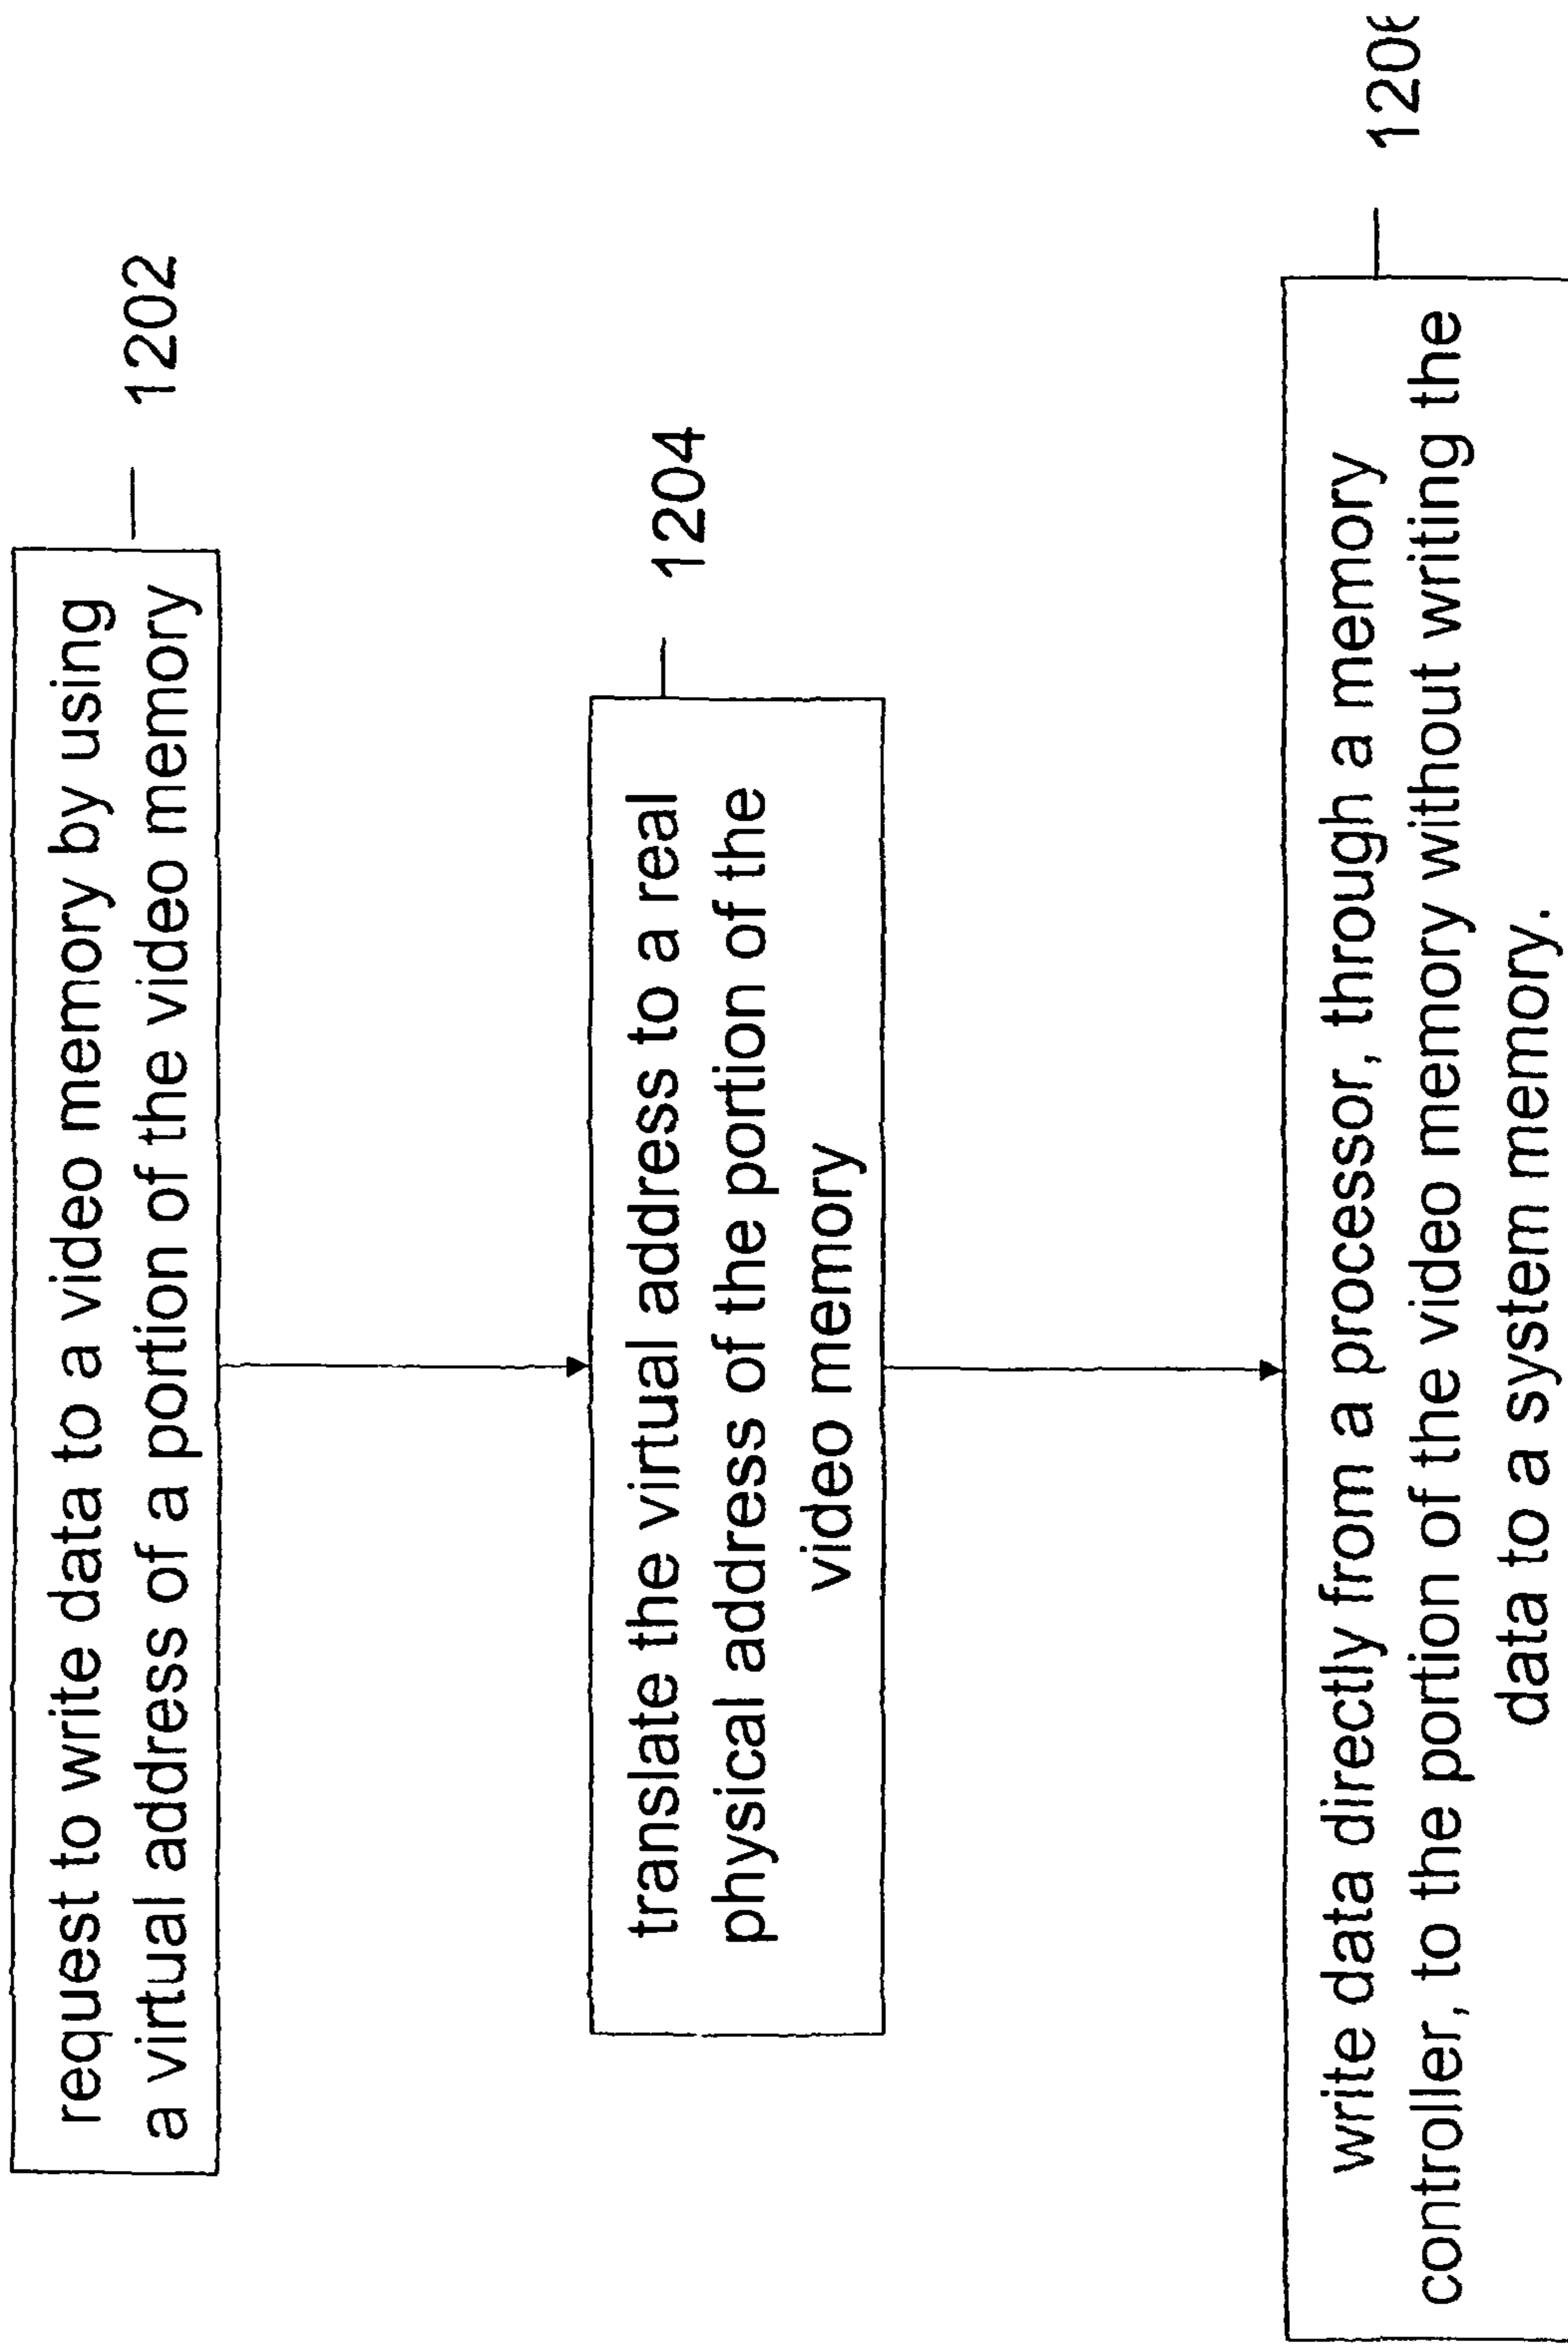 request to write data to a video memory by using
a virtual address of a portion of the video memory
1202
translate the virtual address to a real
physical address of the portion of the
video memory
1204
write data directly from a processor, through a memory
controller, to the portion of the video memory without writing the
data to a system memory.